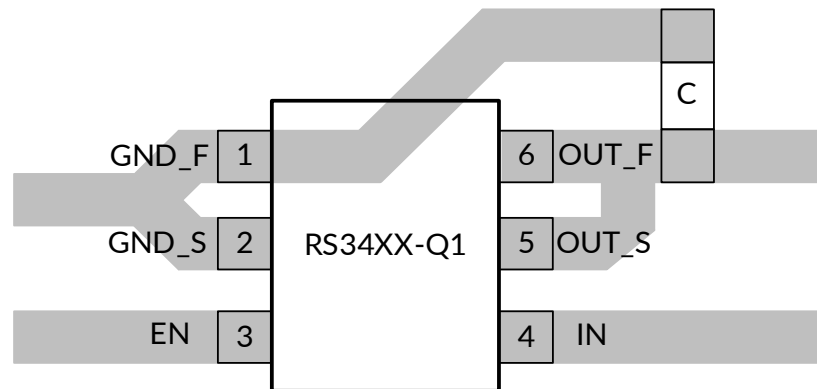 C
GND_F 1 6 OUT_F
GND_S 2 RS34XX-Q1 5 OUT_S
EN 3 4 IN